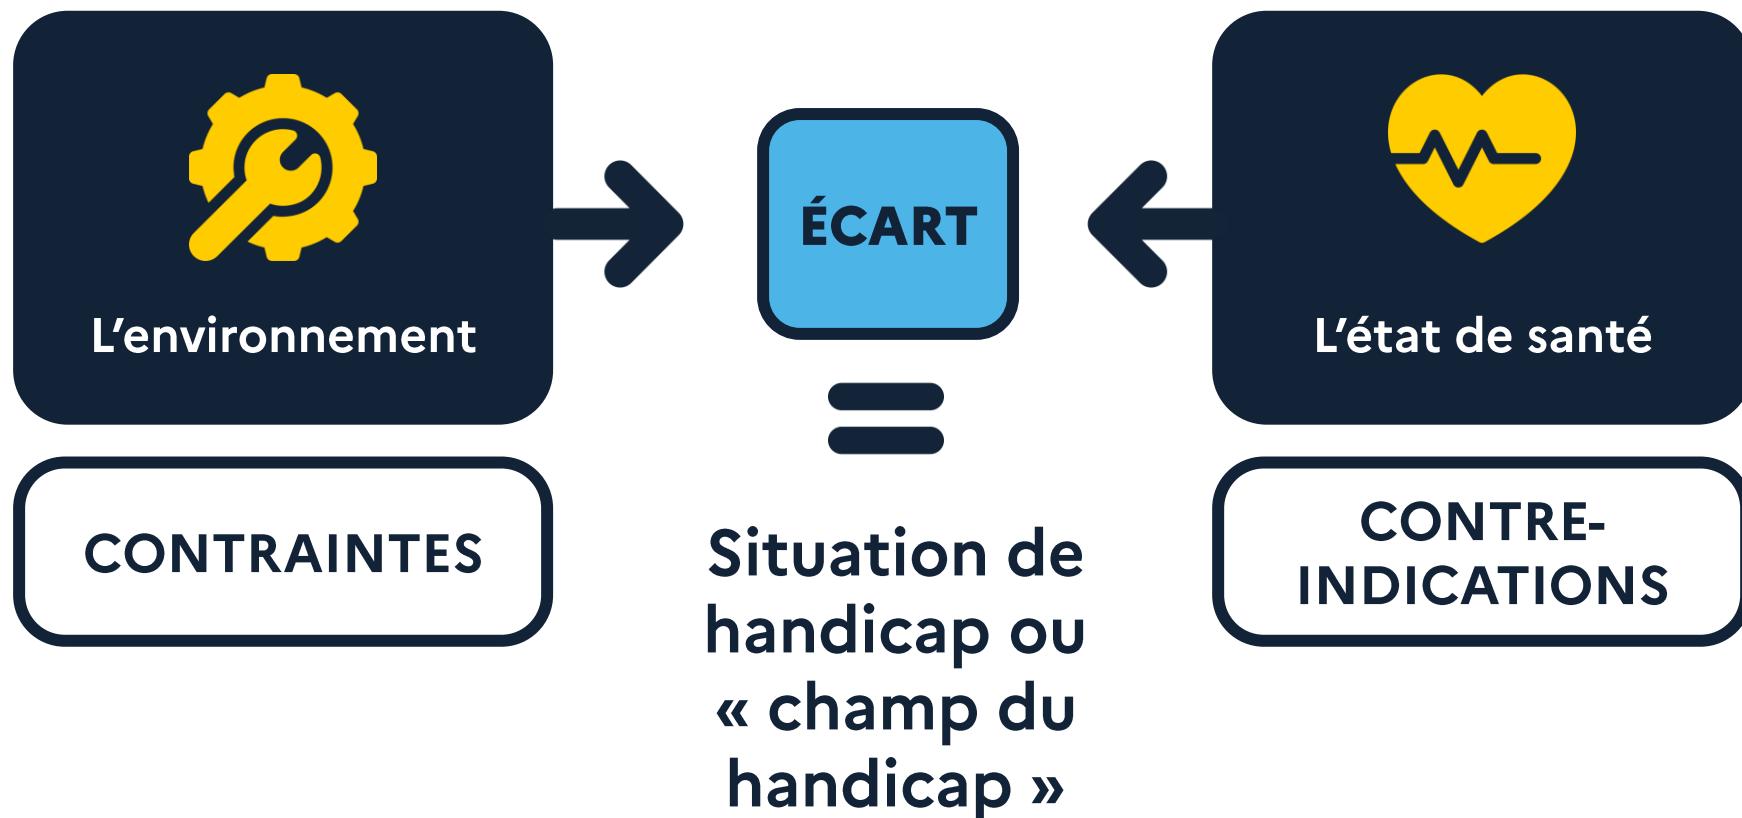 L’environnement
CONTRAINTES
ÉCART
Situation de
handicap ou
« champ du
handicap »
L’état de santé
CONTRE-
INDICATIONS